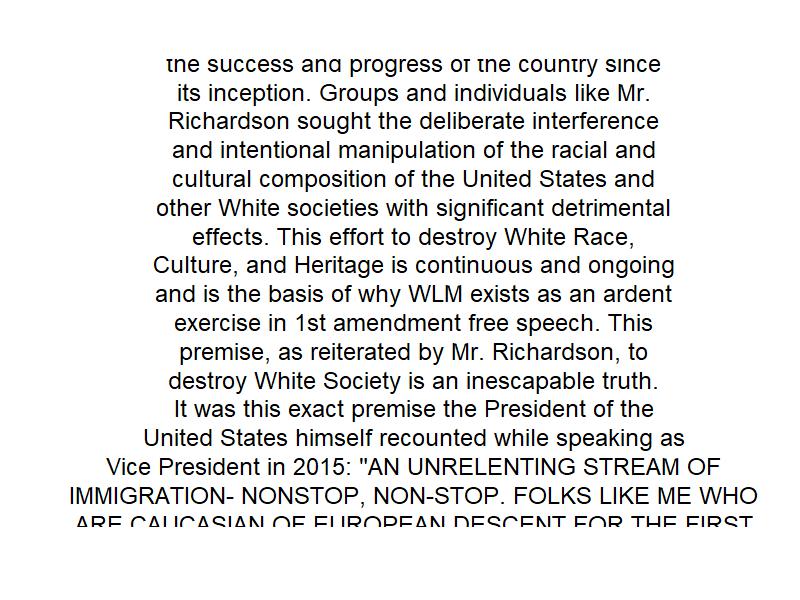 the success and progress of the country since
its inception. Groups and individuals like Mr.
Richardson sought the deliberate interference
and intentional manipulation of the racial and
cultural composition of the United States and
other White societies with significant detrimental
effects. This effort to destroy White Race,
Culture, and Heritage is continuous and ongoing
and is the basis of why WLM exists as an ardent
exercise in 1st amendment free speech. This
premise, as reiterated by Mr. Richardson, to
destroy White Society is an inescapable truth.
It was this exact premise the President of the
United States himself recounted while speaking as
Vice President in 2015: "AN UNRELENTING STREAM OF
IMMIGRATION- NONSTOP, NON-STOP. FOLKS LIKE ME WHO
ARE CAUCASIAN OF EUROPEAN DESCENT FOR THE FIRST